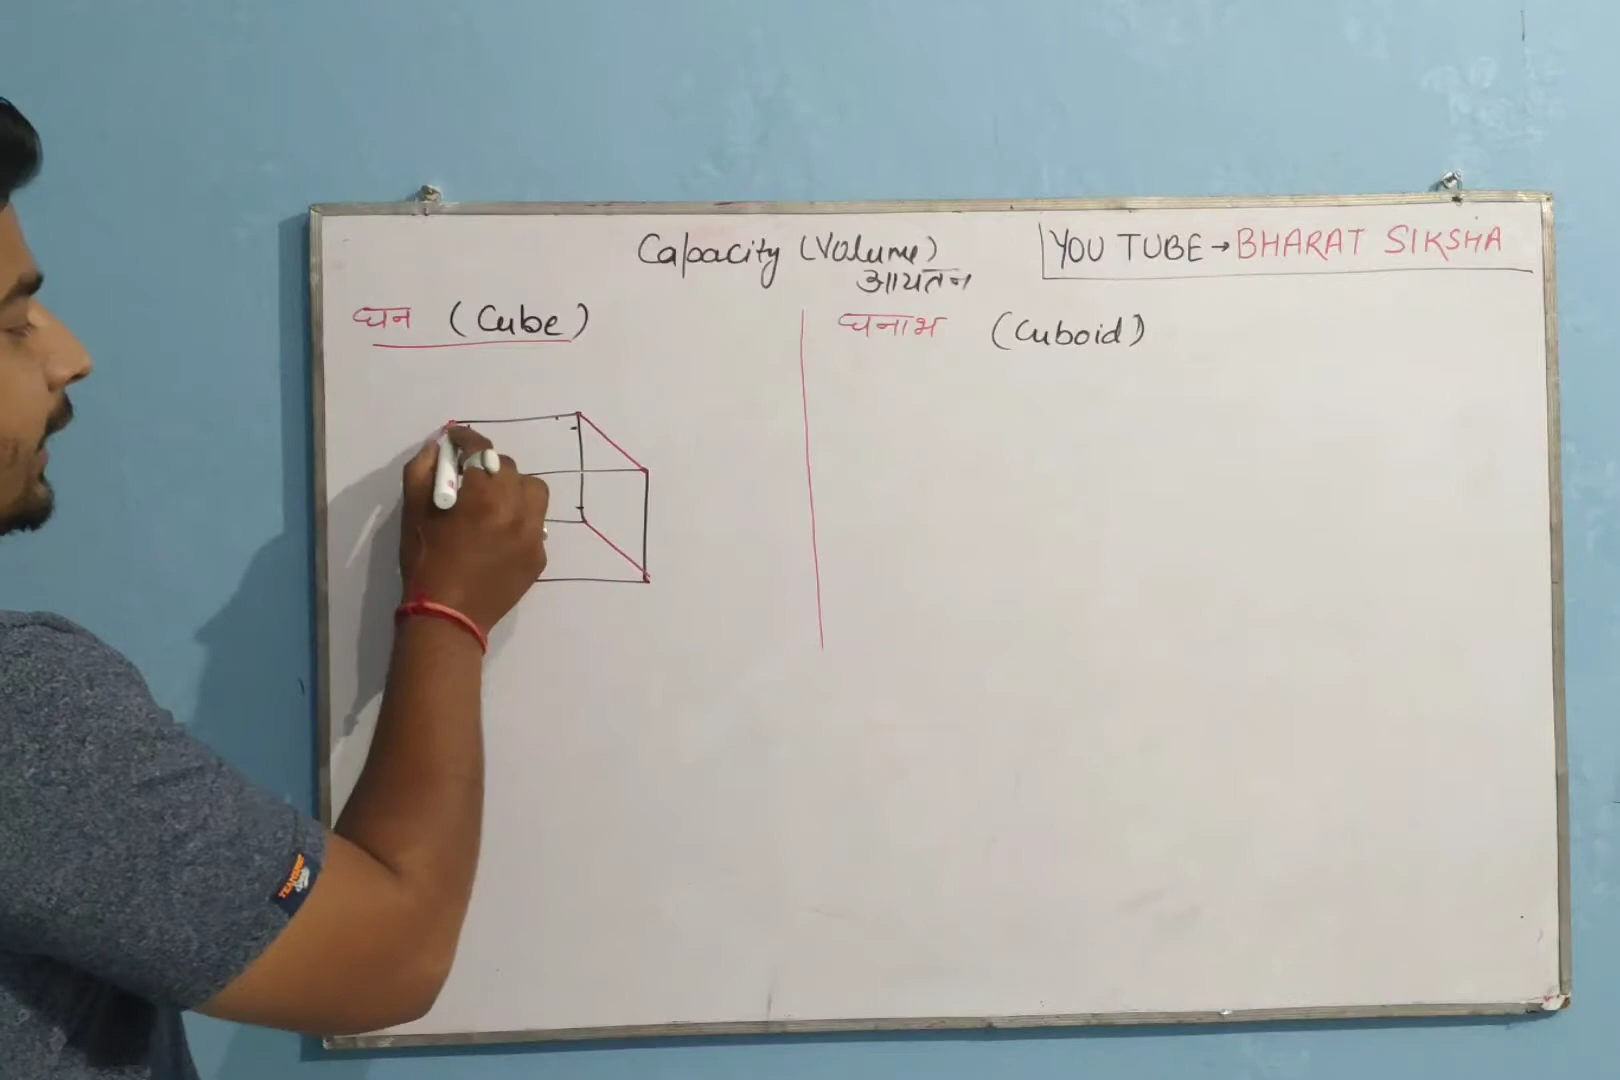 Capacity (Volume)
आयतन
YOU TUBE → BHARAT SIKSHA
घन (Cube)
घनाभ (Cuboid)